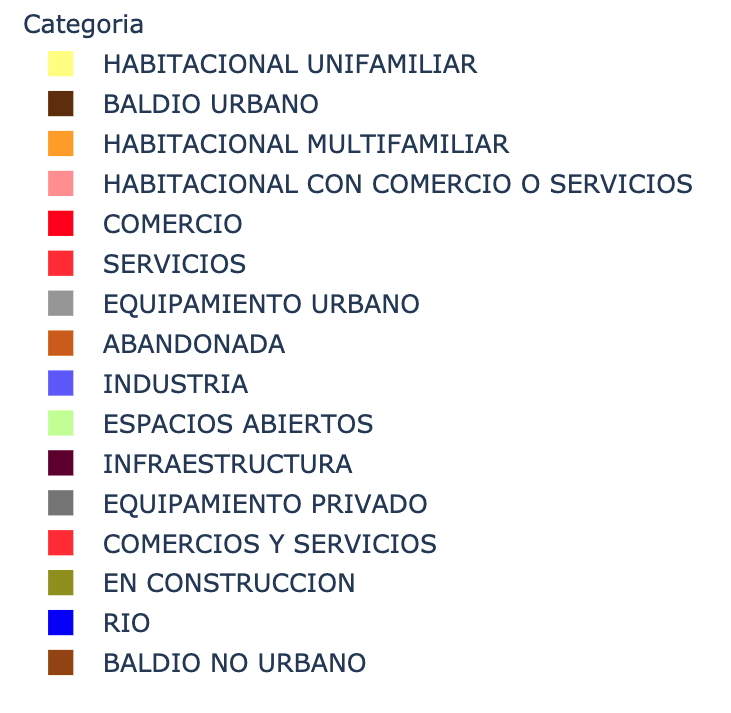 Categoria
HABITACIONAL UNIFAMILIAR
BALDIO URBANO
HABITACIONAL MULTIFAMILIAR
HABITACIONAL CON COMERCIO O SERVICIOS
COMERCIO
SERVICIOS
EQUIPAMIENTO URBANO
ABANDONADA
INDUSTRIA
ESPACIOS ABIERTOS
INFRAESTRUCTURA
EQUIPAMIENTO PRIVADO
COMERCIOS Y SERVICIOS
EN CONSTRUCCION
RIO
BALDIO NO URBANO